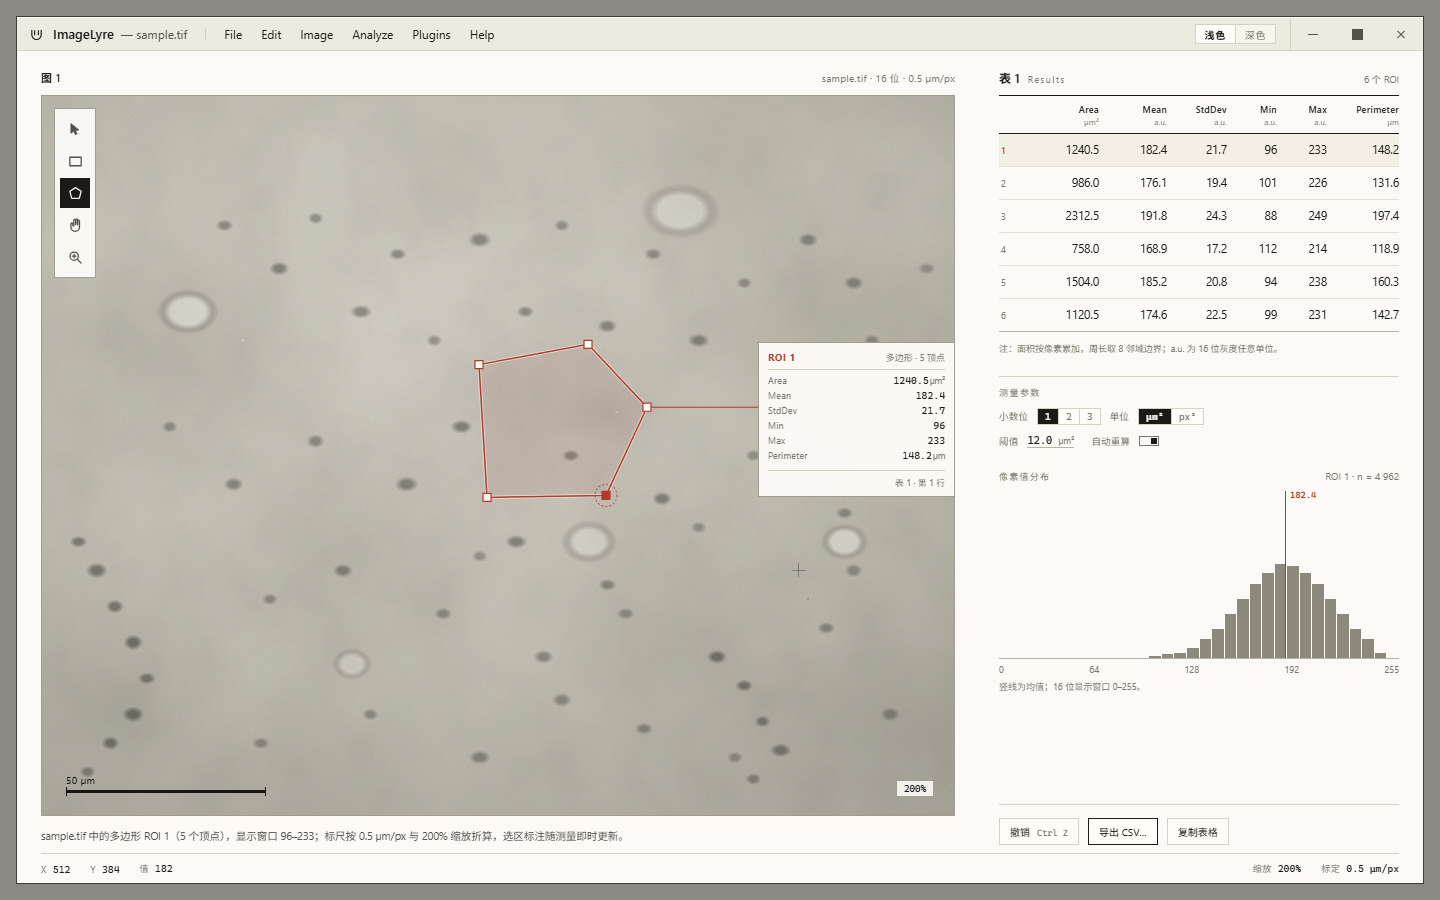 ImageLyre — sample.tif File Edit Image Analyze Plugins Help 浅色 深色
图 1 sample.tif · 16 位 · 0.5 µm/px
ROI 1 多边形 · 5 顶点
Area 1240.5 µm²
Mean 182.4
StdDev 21.7
Min 96
Max 233
Perimeter 148.2 µm
表 1 · 第 1 行
50 µm
200%
sample.tif 中的多边形 ROI 1（5 个顶点），显示窗口 96–233；标尺按 0.5 µm/px 与 200% 缩放折算，选区标注随测量即时更新。
表 1 Results 6 个 ROI
Area Mean StdDev Min Max Perimeter
µm² a.u. a.u. a.u. a.u. µm
1 1240.5 182.4 21.7 96 233 148.2
2 986.0 176.1 19.4 101 226 131.6
3 2312.5 191.8 24.3 88 249 197.4
4 758.0 168.9 17.2 112 214 118.9
5 1504.0 185.2 20.8 94 238 160.3
6 1120.5 174.6 22.5 99 231 142.7
注：面积按像素累加，周长取 8 邻域边界；a.u. 为 16 位灰度任意单位。
测量参数
小数位 1 2 3 单位 µm² px²
阈值 12.0 µm² 自动重算
像素值分布 ROI 1 · n = 4 962
182.4
0 64 128 192 255
竖线为均值；16 位显示窗口 0–255。
撤销 Ctrl Z 导出 CSV… 复制表格
X 512 Y 384 值 182 缩放 200% 标定 0.5 µm/px